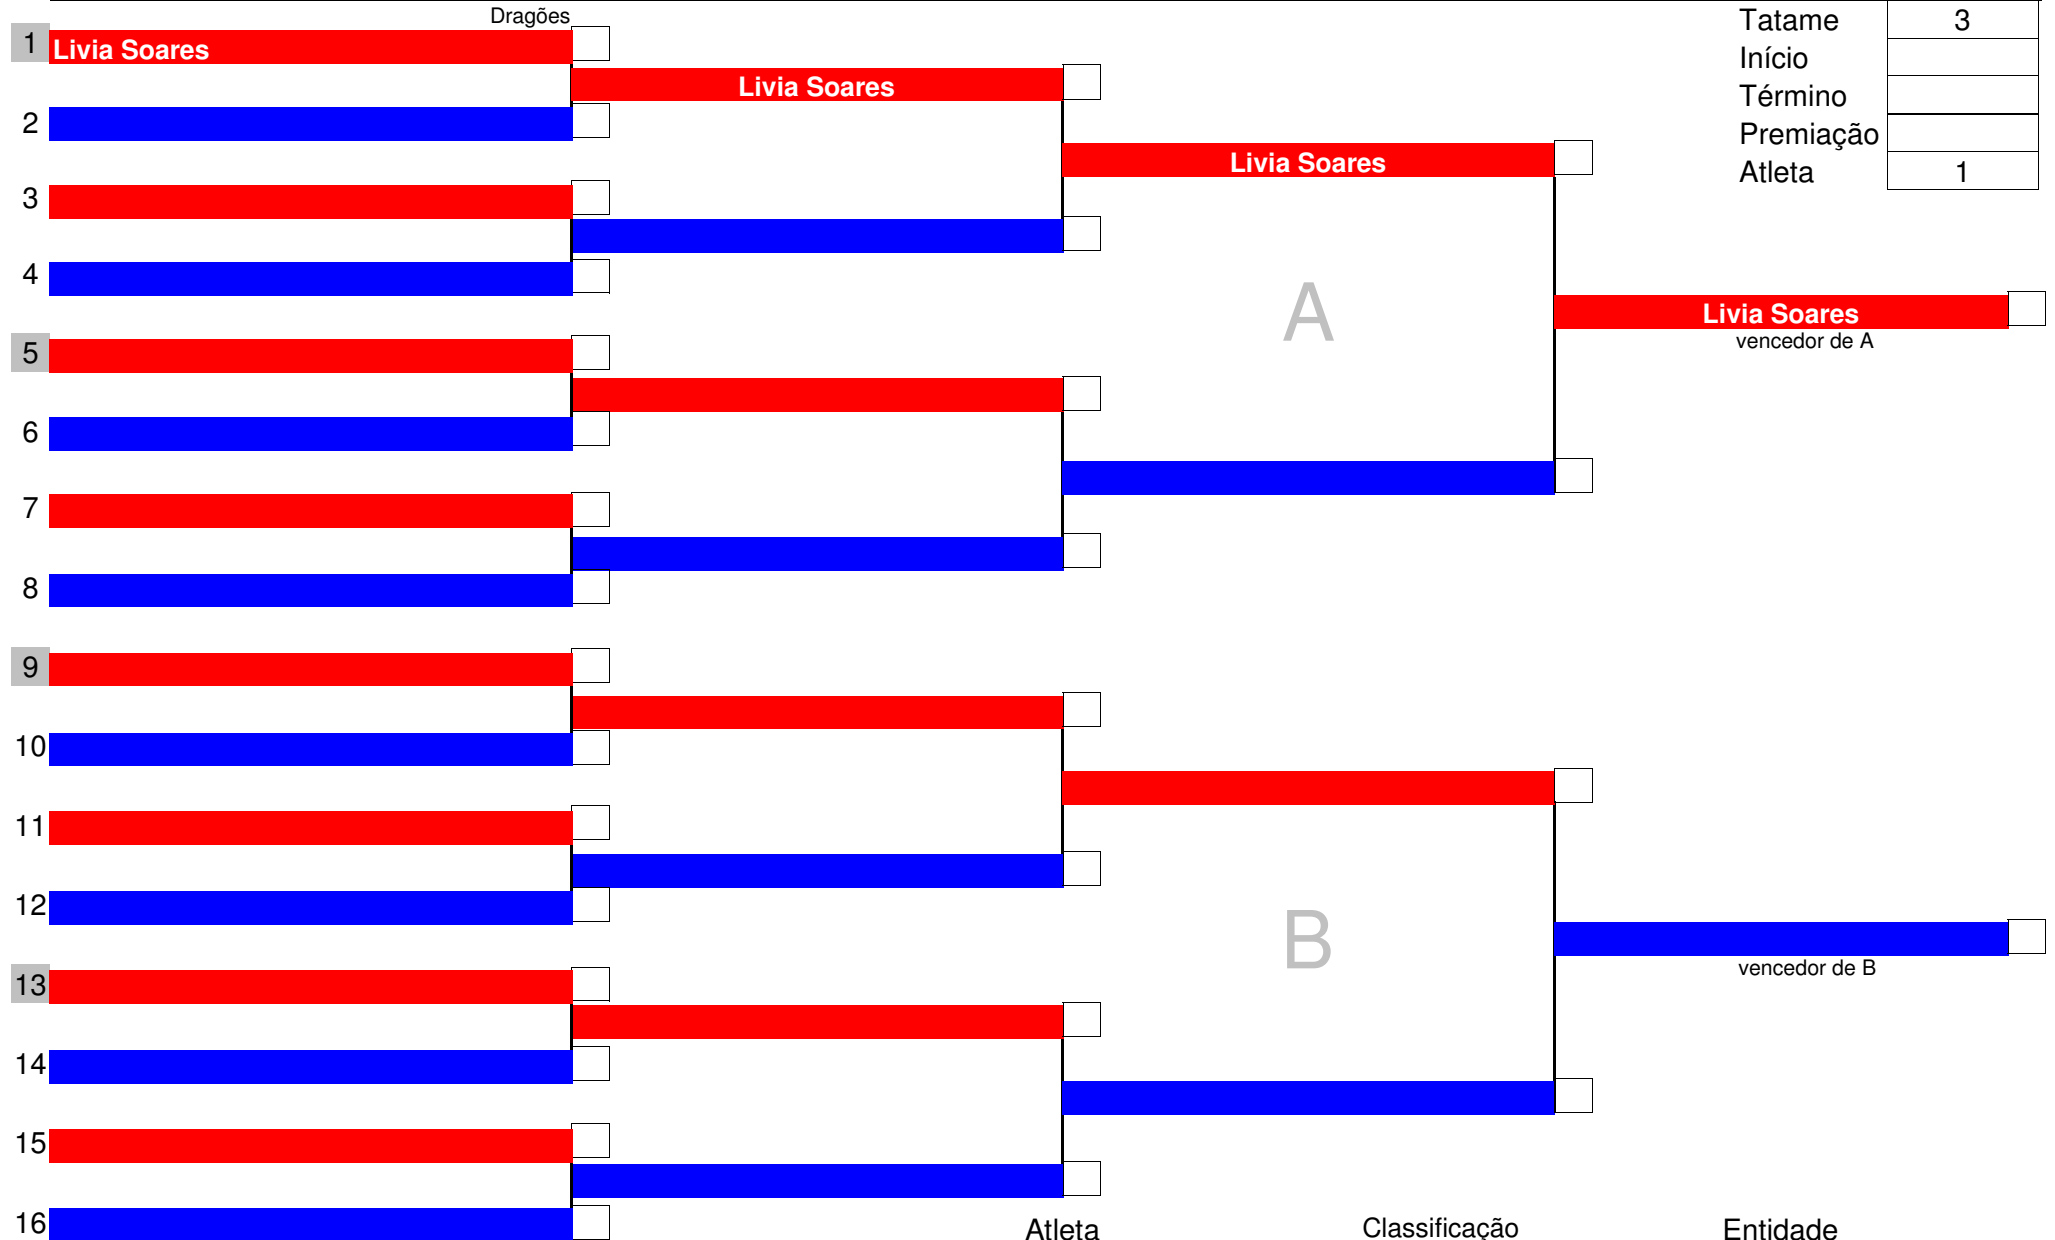 Dragões
1 Livia Soares
Livia Soares
2
3
Livia Soares
4
A
Livia Soares
vencedor de A
5
6
7
8
9
10
11
12
B
vencedor de B
13
14
15
16
Tatame 3
Início
Término
Premiação
Atleta 1
Atleta Classificação Entidade